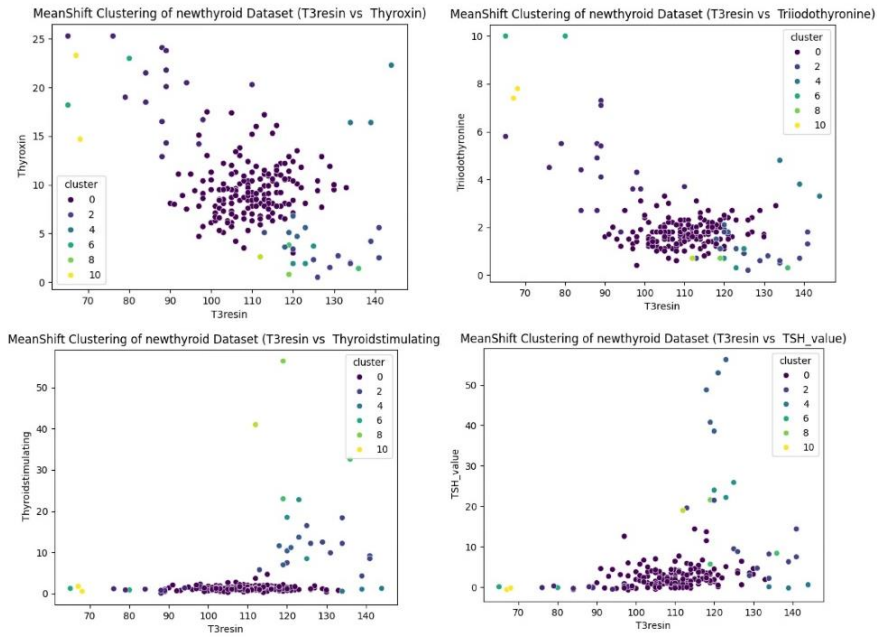 MeanShift Clustering of newthyroid Dataset (T3resin vs Thyroxin)
25
20
15
10
5
0
Thyroxin
cluster
0
2
4
6
8
10
70 80 90 100 110 120 130 140
T3resin
MeanShift Clustering of newthyroid Dataset (T3resin vs Triiodothyronine)
10
8
6
4
2
0
Triiodothyronine
cluster
0
2
4
6
8
10
70 80 90 100 110 120 130 140
T3resin
MeanShift Clustering of newthyroid Dataset (T3resin vs Thyroidstimulating
50
40
30
20
10
0
Thyroidstimulating
cluster
0
2
4
6
8
10
70 80 90 100 110 120 130 140
T3resin
MeanShift Clustering of newthyroid Dataset (T3resin vs TSH_value)
50
40
30
20
10
0
TSH_value
cluster
0
2
4
6
8
10
70 80 90 100 110 120 130 140
T3resin